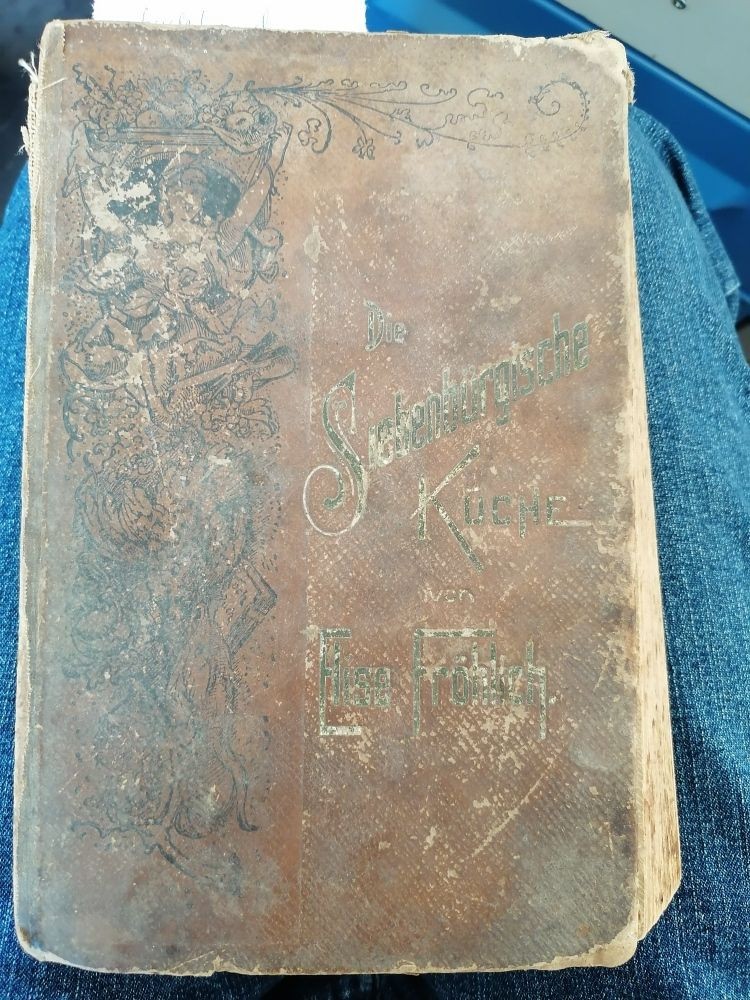 Die
Siebenbürgische
KÜCHE
von
Elise Fröhlich